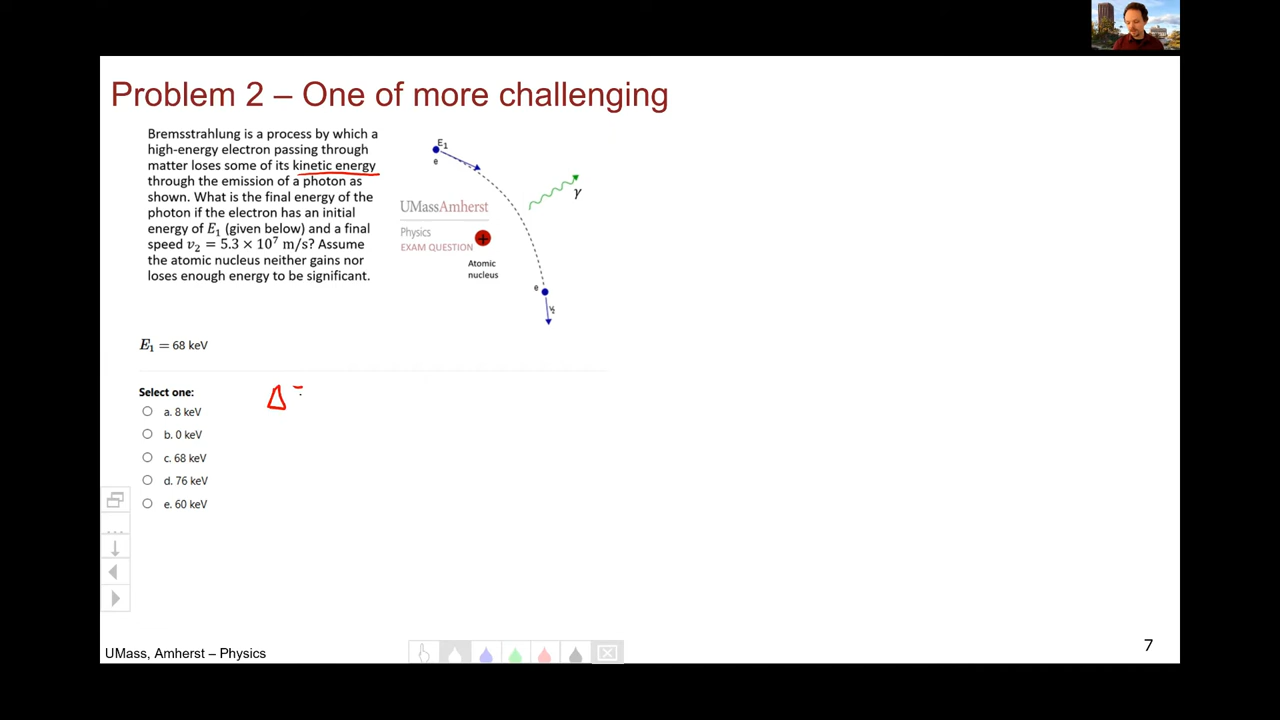 Problem 2 – One of more challenging
Bremsstrahlung is a process by which a
high-energy electron passing through
matter loses some of its kinetic energy
through the emission of a photon as
shown. What is the final energy of the
photon if the electron has an initial
energy of E₁ (given below) and a final
speed v₂ = 5.3 × 10⁷ m/s? Assume
the atomic nucleus neither gains nor
loses enough energy to be significant.
E₁
e
γ
UMassAmherst
Physics
EXAM QUESTION
+
Atomic
nucleus
e
v₂
E₁ = 68 keV
Select one:
a. 8 keV
b. 0 keV
c. 68 keV
d. 76 keV
e. 60 keV
Δ
UMass, Amherst – Physics
7